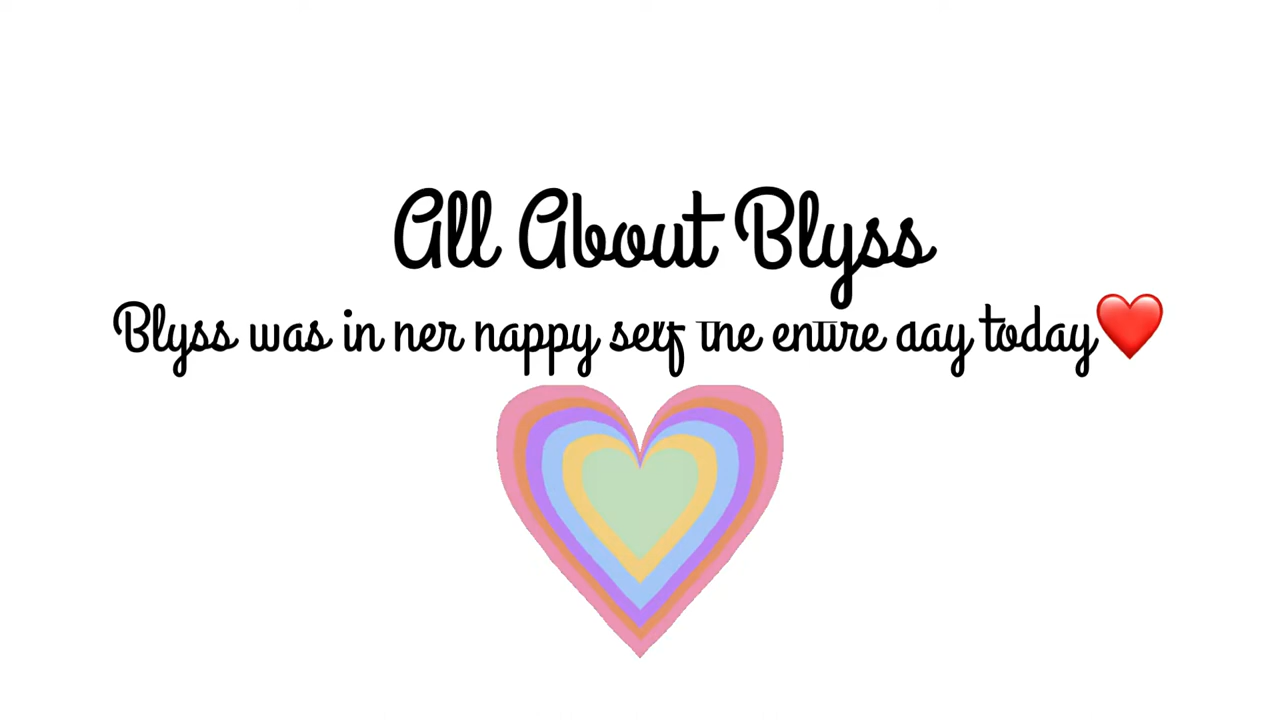 All About Blyss
Blyss was in her happy self the entire day today❤️